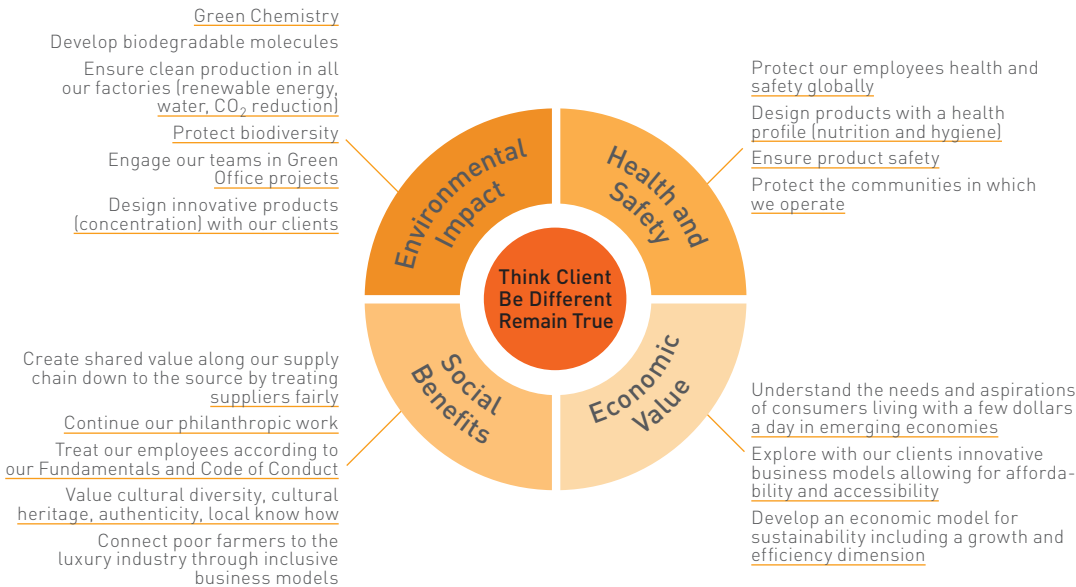 Green Chemistry
Develop biodegradable molecules
Ensure clean production in all
our factories (renewable energy,
water, CO₂ reduction)
Protect biodiversity
Engage our teams in Green
Office projects
Design innovative products
(concentration) with our clients
Protect our employees health and
safety globally
Design products with a health
profile (nutrition and hygiene)
Ensure product safety
Protect the communities in which
we operate
Environmental
Impact
Health and
Safety
Think Client
Be Different
Remain True
Social
Benefits
Economic
Value
Create shared value along our supply
chain down to the source by treating
suppliers fairly
Continue our philanthropic work
Treat our employees according to
our Fundamentals and Code of Conduct
Value cultural diversity, cultural
heritage, authenticity, local know how
Connect poor farmers to the
luxury industry through inclusive
business models
Understand the needs and aspirations
of consumers living with a few dollars
a day in emerging economies
Explore with our clients innovative
business models allowing for afforda-
bility and accessibility
Develop an economic model for
sustainability including a growth and
efficiency dimension